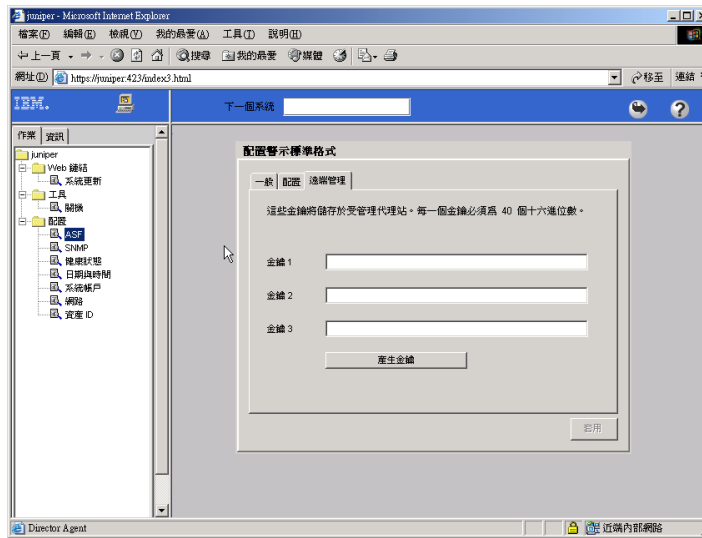 juniper - Microsoft Internet Explorer
檔案(F) 編輯(E) 檢視(V) 我的最愛(A) 工具(T) 說明(H)
上一頁 搜尋 我的最愛 媒體
網址(D) https://juniper:423/index3.html 移至 連結
IBM. 下一個系統
作業 資訊
juniper
Web 鏈結
系統更新
工具
關機
配置
ASF
SNMP
健康狀態
日期與時間
系統帳戶
網路
資產 ID
配置警示標準格式
一般 配置 遠端管理
這些金鑰將儲存於受管理代理站。每一個金鑰必須為 40 個十六進位數。
金鑰 1
金鑰 2
金鑰 3
產生金鑰
套用
Director Agent 近端內部網路